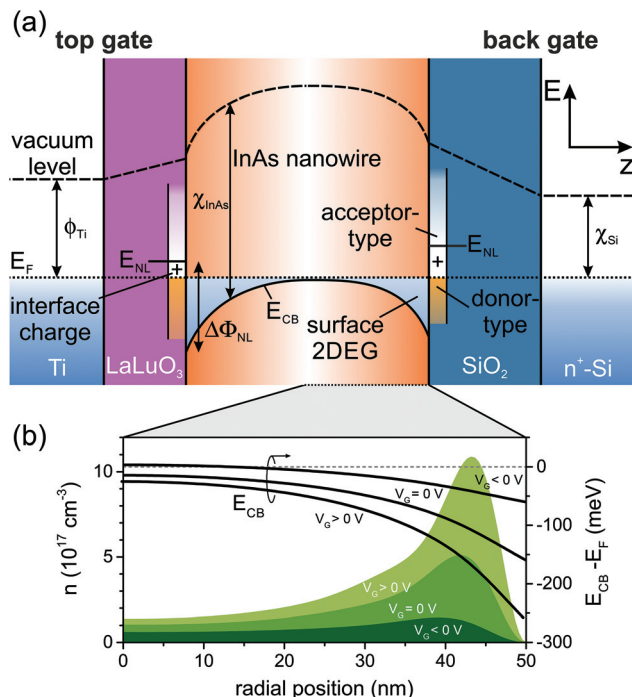 (a)
top gate
back gate
E
z
vacuum
level
InAs nanowire
χInAs
ϕTi
acceptor-
type
χSi
EF
ENL
+
ENL
+
interface
charge
ECB
ΔΦNL
surface
2DEG
donor-
type
Ti
LaLuO3
SiO2
n+-Si
(b)
n (10^17 cm^-3)
10
5
0
ECB
VG < 0 V
VG = 0 V
VG > 0 V
VG > 0 V
VG = 0 V
VG < 0 V
0
-100
-200
-300
ECB -EF (meV)
0 10 20 30 40 50
radial position (nm)